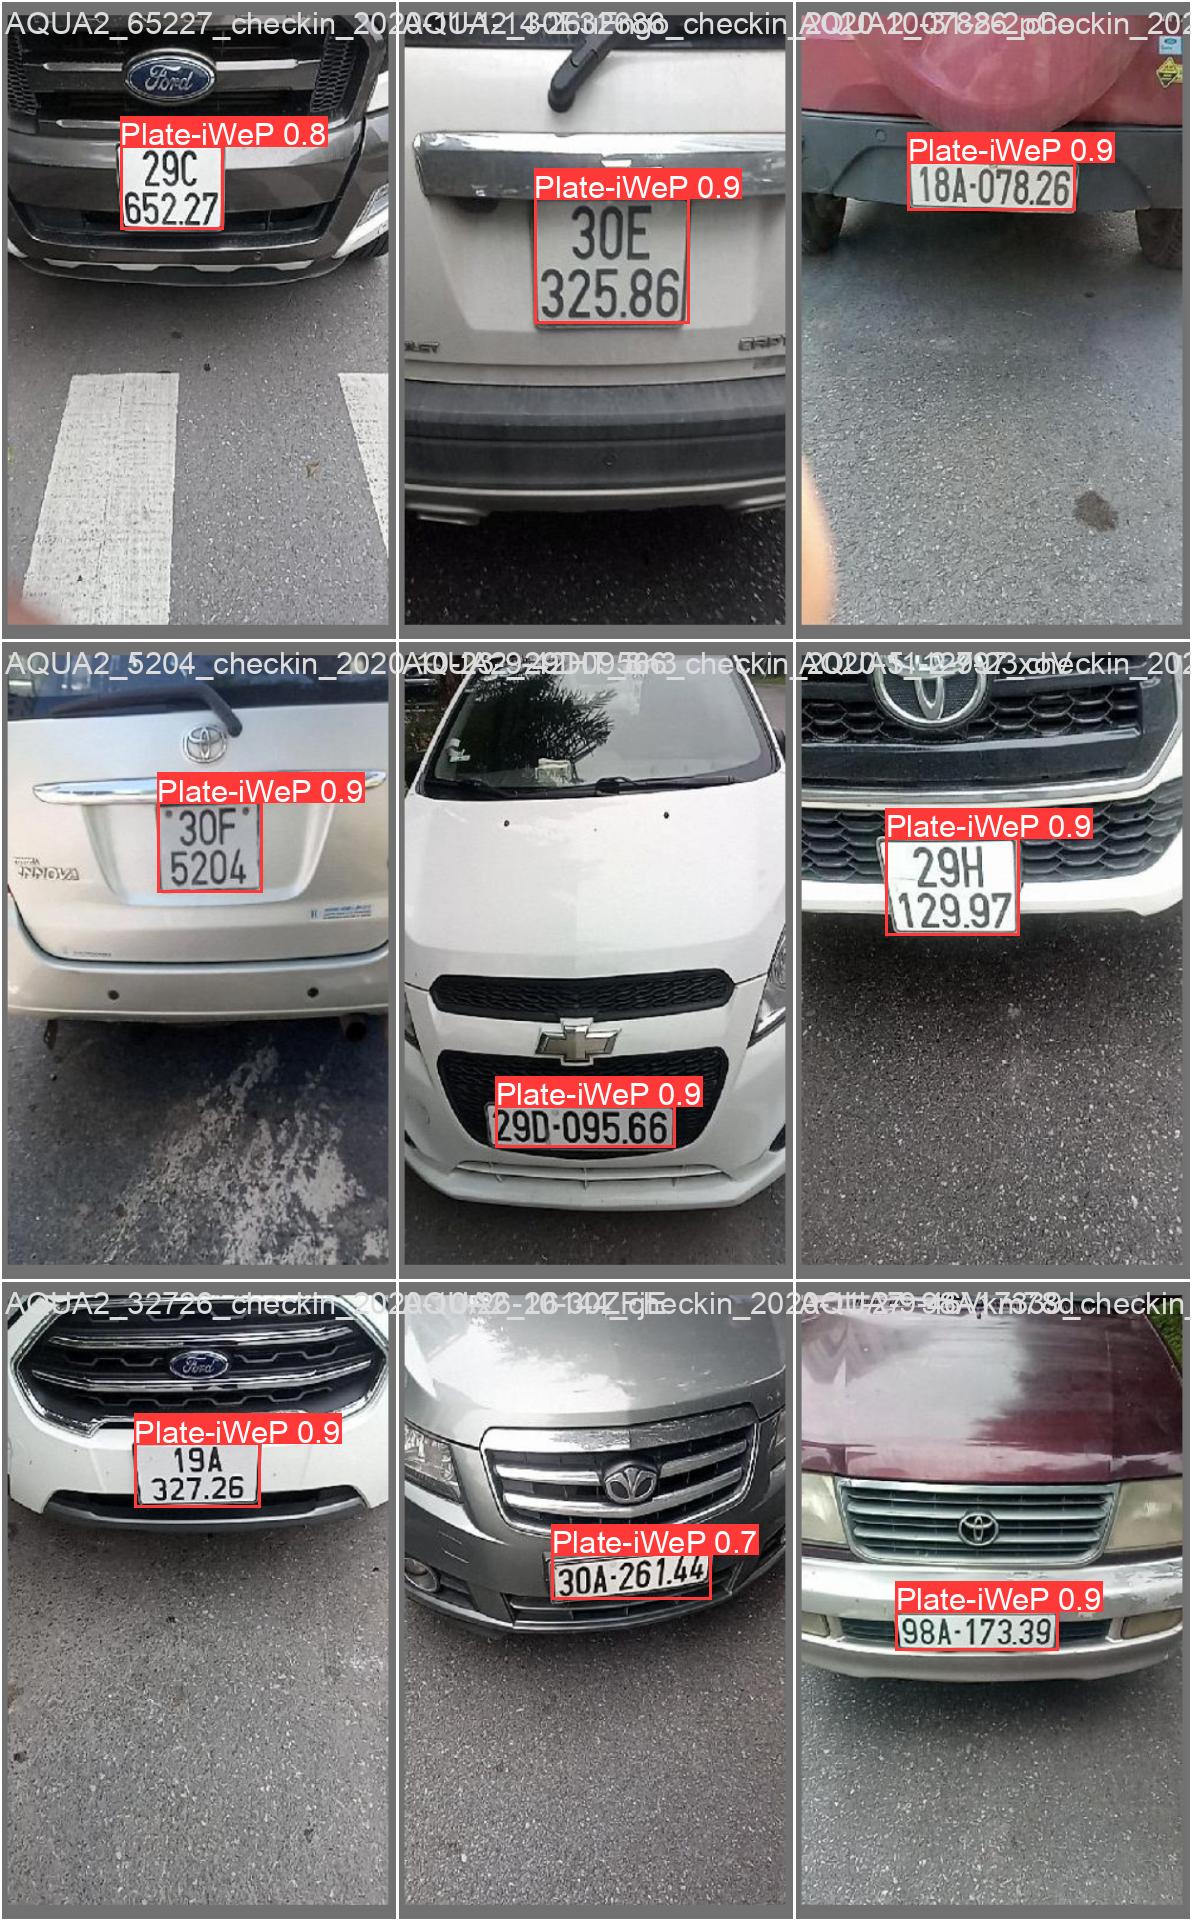 AQUA2_65227_checkin_202
Ford
Plate-iWeP 0.8
29C
652.27
Plate-iWeP 0.9
30E
325.86
Plate-iWeP 0.9
18A-078.26
AQUA2_5204_checkin_2020
Plate-iWeP 0.9
30F
5204
INNOVA
Plate-iWeP 0.9
29D-095.66
Plate-iWeP 0.9
29H
129.97
AQUA2_32726_checkin_202
Ford
Plate-iWeP 0.9
19A
327.26
Plate-iWeP 0.7
30A-261.44
Plate-iWeP 0.9
98A-173.39